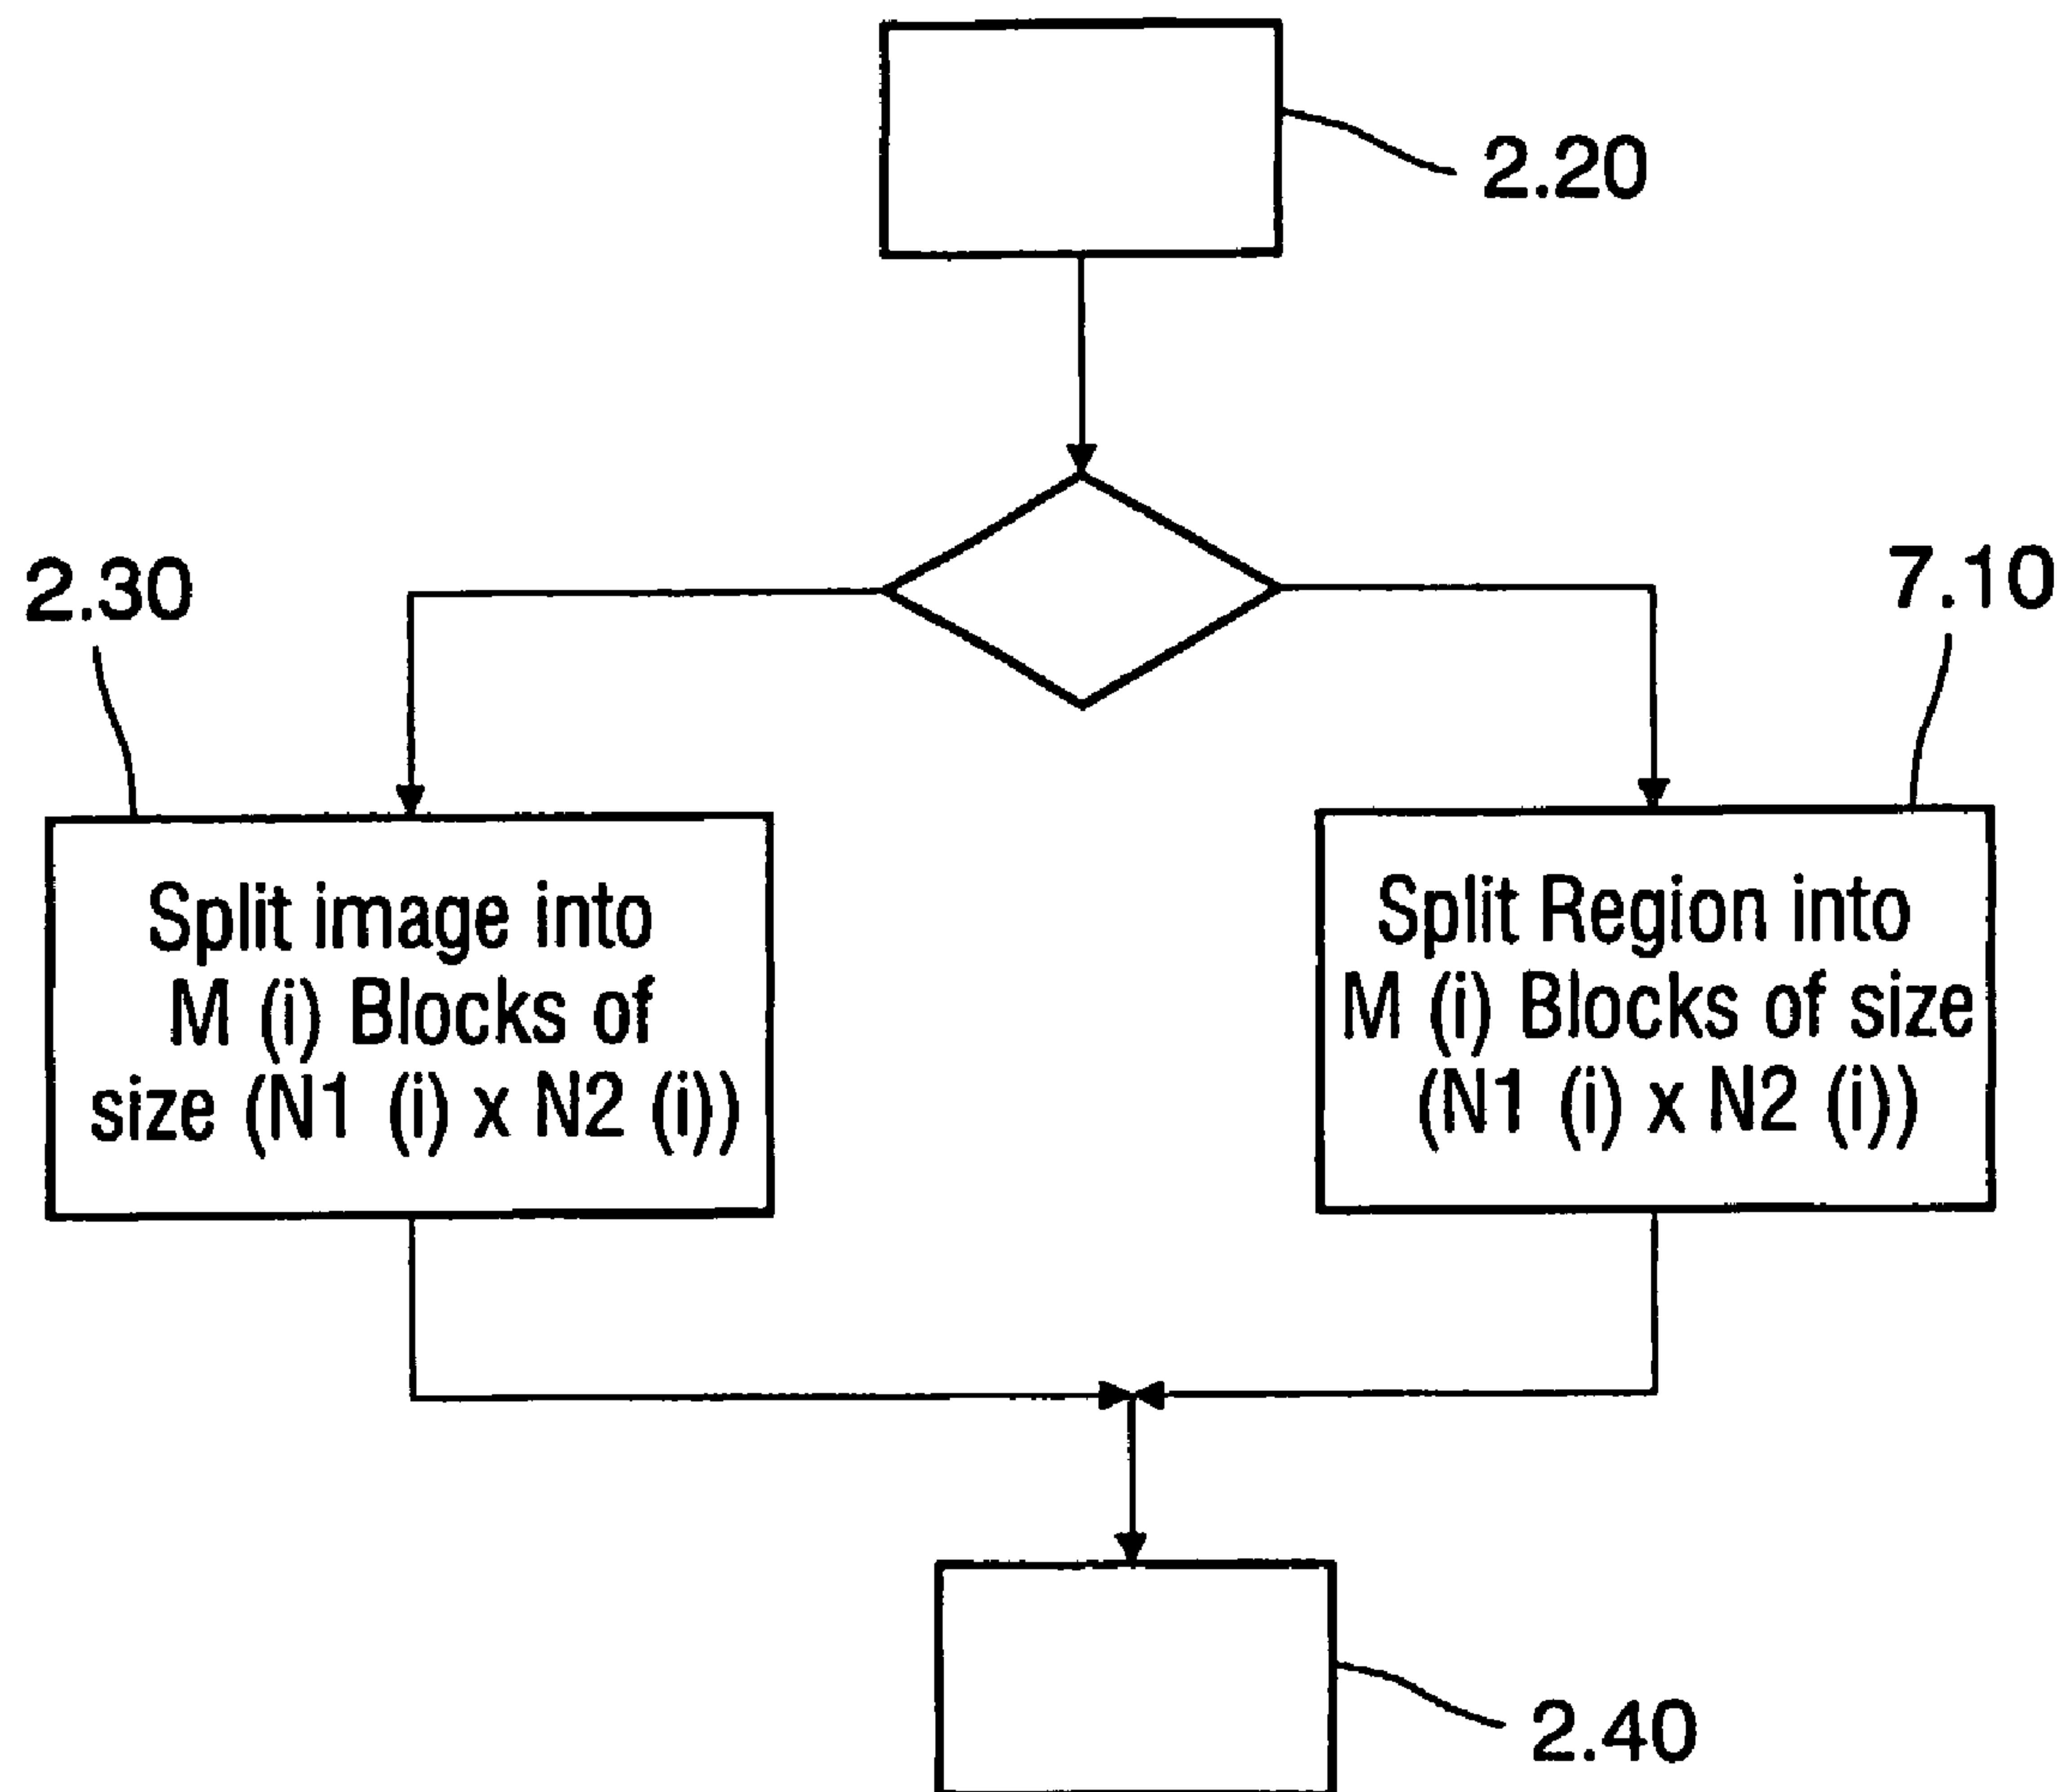 2.20
2.30
7.10
Split image into
M (i) Blocks of
size (N1 (i) x N2 (i))
Split Region into
M (i) Blocks of size
(N1 (i) x N2 (i))
2.40